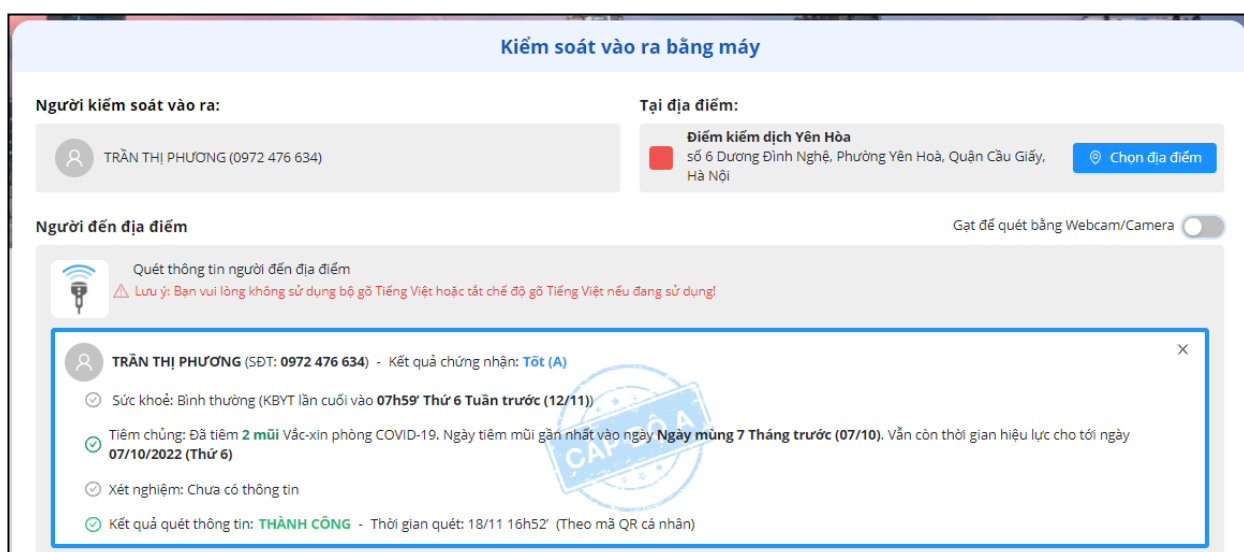 Kiểm soát vào ra bằng máy
Người kiểm soát vào ra:
TRẦN THỊ PHƯƠNG (0972 476 634)
Tại địa điểm:
Điểm kiểm dịch Yên Hòa
số 6 Dương Đình Nghệ, Phường Yên Hoà, Quận Cầu Giấy,
Hà Nội
Chọn địa điểm
Người đến địa điểm
Gạt để quét bằng Webcam/Camera
Quét thông tin người đến địa điểm
Lưu ý: Bạn vui lòng không sử dụng bộ gõ Tiếng Việt hoặc tắt chế độ gõ Tiếng Việt nếu đang sử dụng!
TRẦN THỊ PHƯƠNG (SĐT: 0972 476 634) - Kết quả chứng nhận: Tốt (A)
Sức khoẻ: Bình thường (KBYT lần cuối vào 07h59' Thứ 6 Tuần trước (12/11))
Tiêm chủng: Đã tiêm 2 mũi Vắc-xin phòng COVID-19. Ngày tiêm mũi gần nhất vào ngày Ngày mùng 7 Tháng trước (07/10). Vẫn còn thời gian hiệu lực cho tới ngày
07/10/2022 (Thứ 6)
Xét nghiệm: Chưa có thông tin
Kết quả quét thông tin: THÀNH CÔNG - Thời gian quét: 18/11 16h52' (Theo mã QR cá nhân)
CẤP ĐỘ A